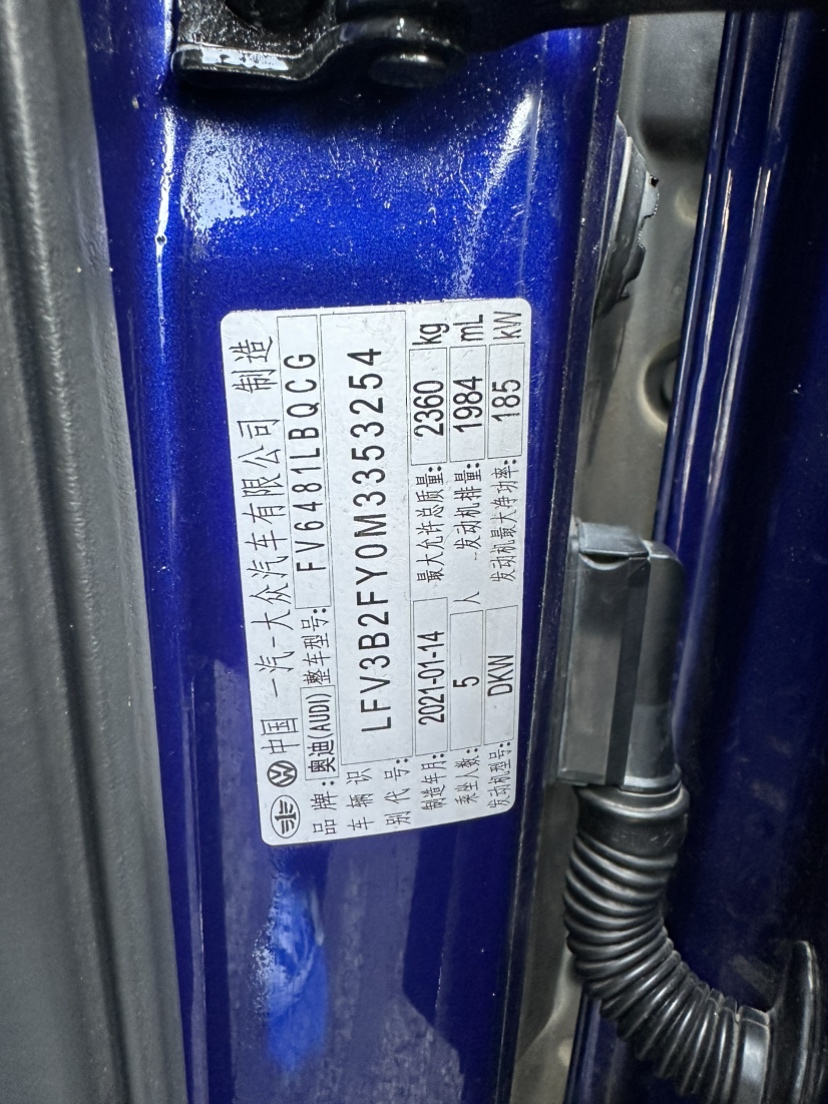 中国 一汽-大众汽车有限公司 制造
品牌:奥迪(AUDI) 整车型号: FV6481LBQCG
车辆识别代号: LFV3B2FY0M3353254
制造年月: 2021-01-14 最大允许总质量: 2360 kg
乘坐人数: 5 人 发动机排量: 1984 mL
发动机型号: DKW 发动机最大净功率: 185 kW